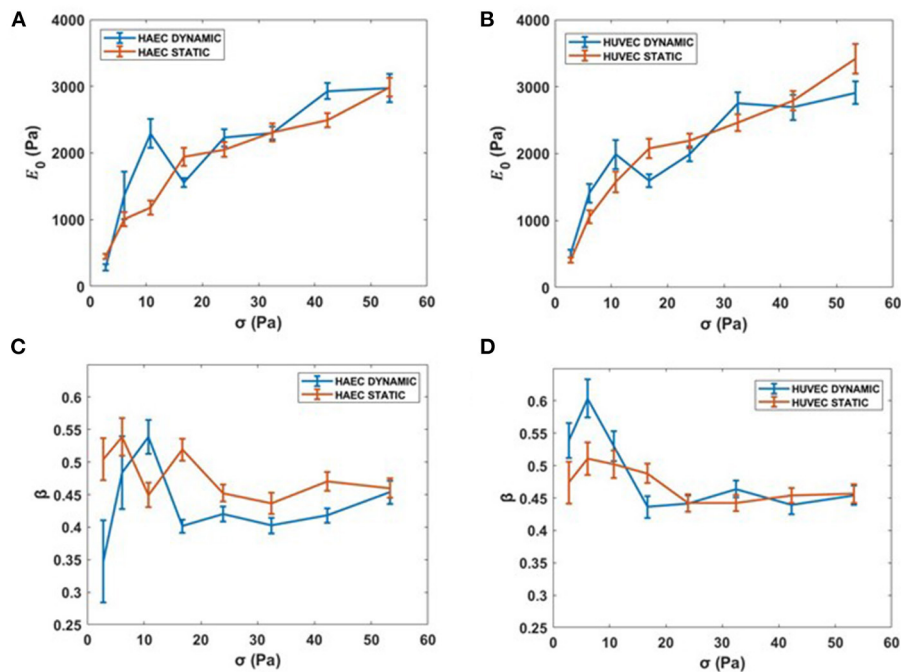 A
4000
3000
2000
1000
0
E0 (Pa)
HAEC DYNAMIC
HAEC STATIC
0 10 20 30 40 50 60
σ (Pa)
B
4000
3000
2000
1000
0
E0 (Pa)
HUVEC DYNAMIC
HUVEC STATIC
0 10 20 30 40 50 60
σ (Pa)
C
0.6
0.55
0.5
0.45
0.4
0.35
0.3
0.25
β
HAEC DYNAMIC
HAEC STATIC
0 10 20 30 40 50 60
σ (Pa)
D
0.6
0.55
0.5
0.45
0.4
0.35
0.3
0.25
β
HUVEC DYNAMIC
HUVEC STATIC
0 10 20 30 40 50 60
σ (Pa)